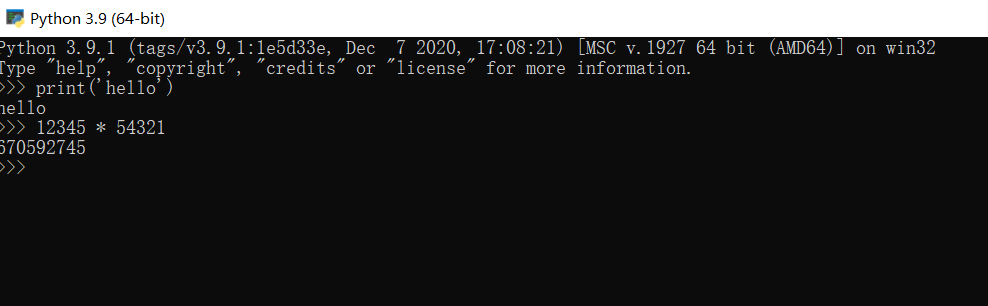 Python 3.9 (64-bit)
Python 3.9.1 (tags/v3.9.1:1e5d33e, Dec  7 2020, 17:08:21) [MSC v.1927 64 bit (AMD64)] on win32
Type "help", "copyright", "credits" or "license" for more information.
>>> print('hello')
hello
>>> 12345 * 54321
670592745
>>>